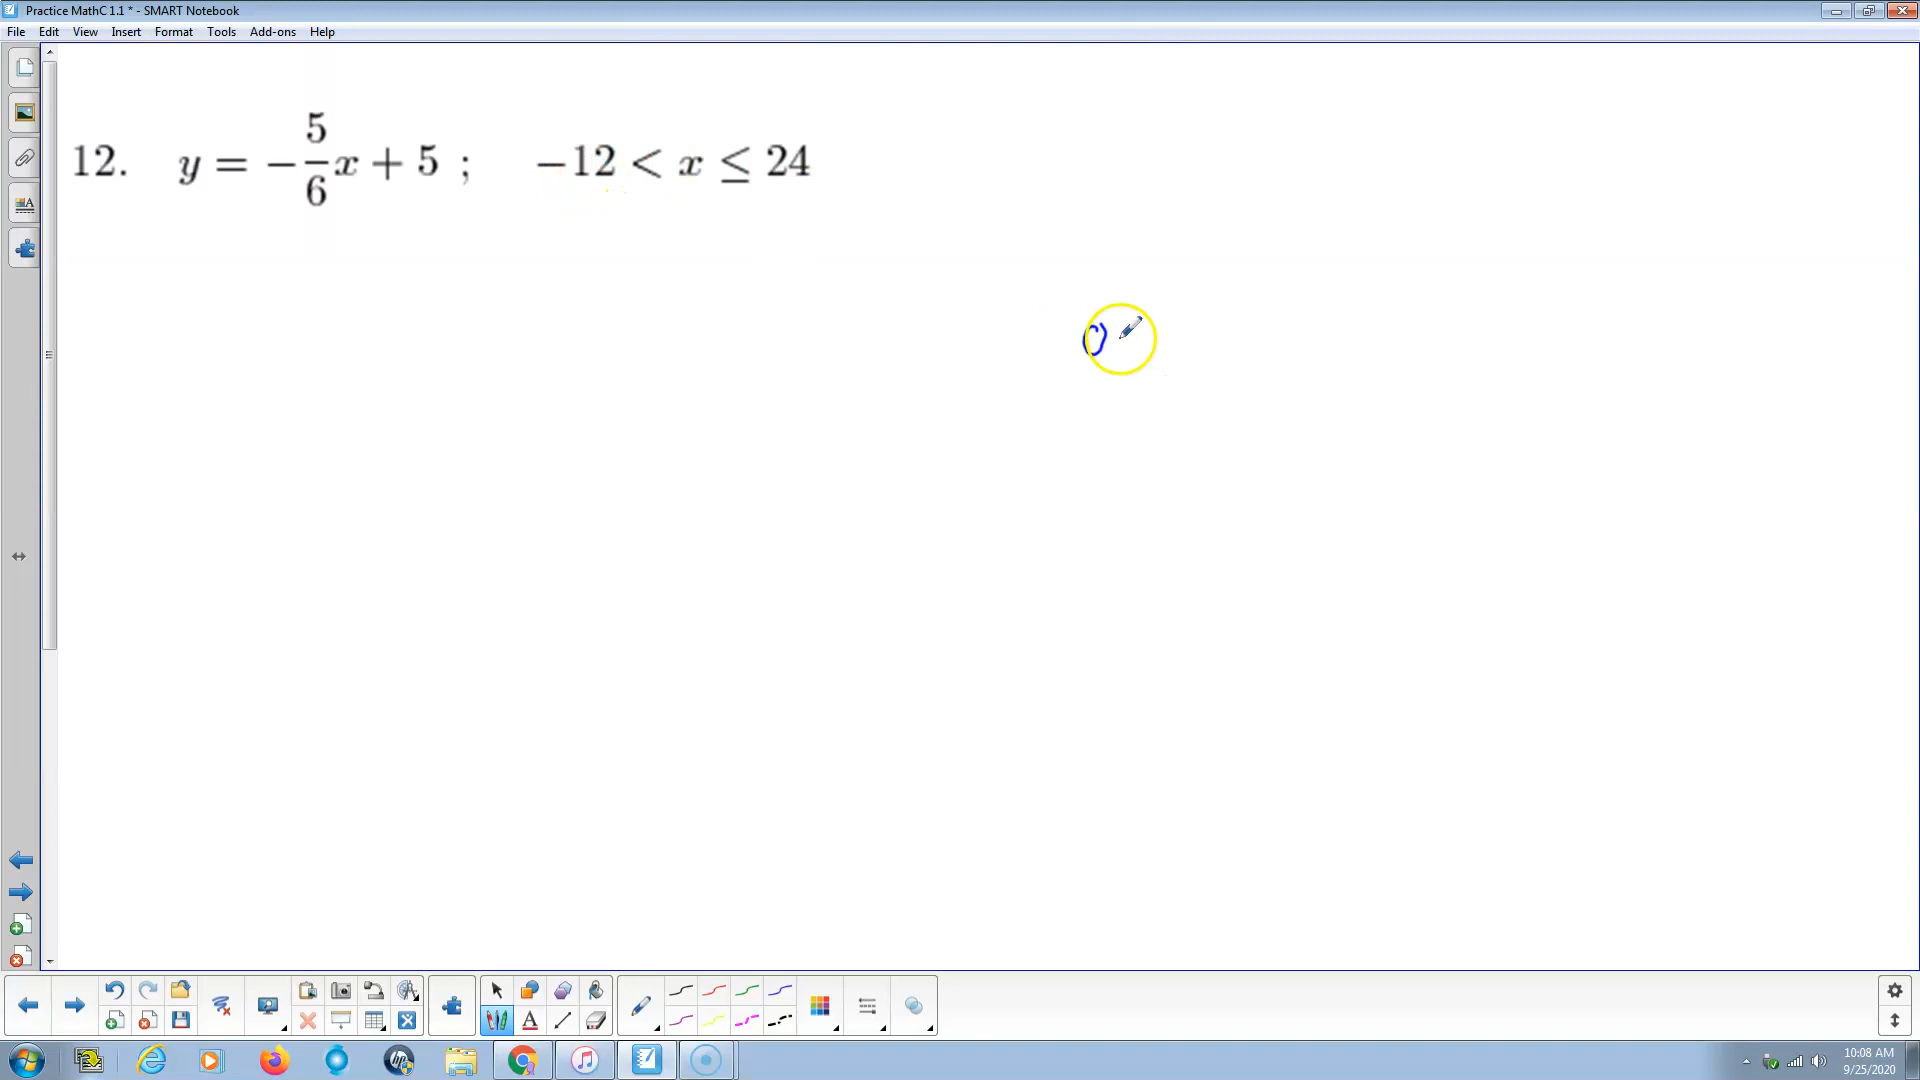 Practice MathC 1.1 * - SMART Notebook
File Edit View Insert Format Tools Add-ons Help
12. y = -5/6x + 5 ; -12 < x ≤ 24
10:08 AM
9/25/2020